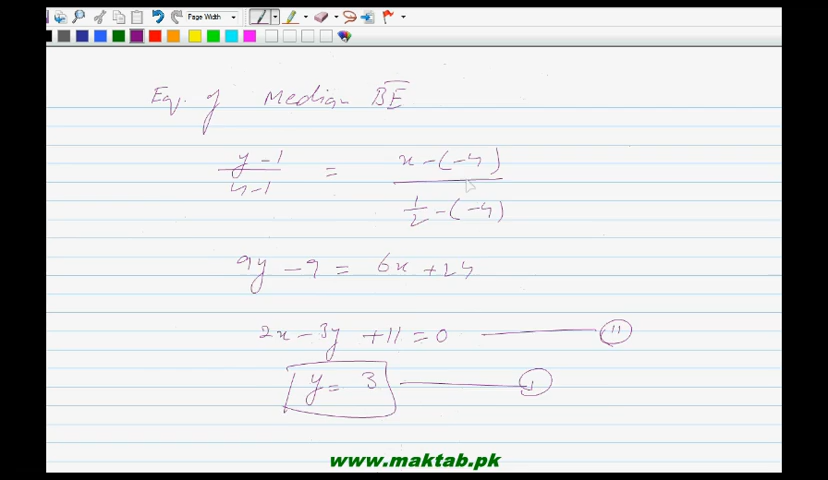 Page Width
Eq. of Median BE
y-1/4-1 = x-(-4)/½-(-4)
9y - 9 = 6x + 24
2x - 3y + 11 = 0 — II
y = 3 — I
www.maktab.pk